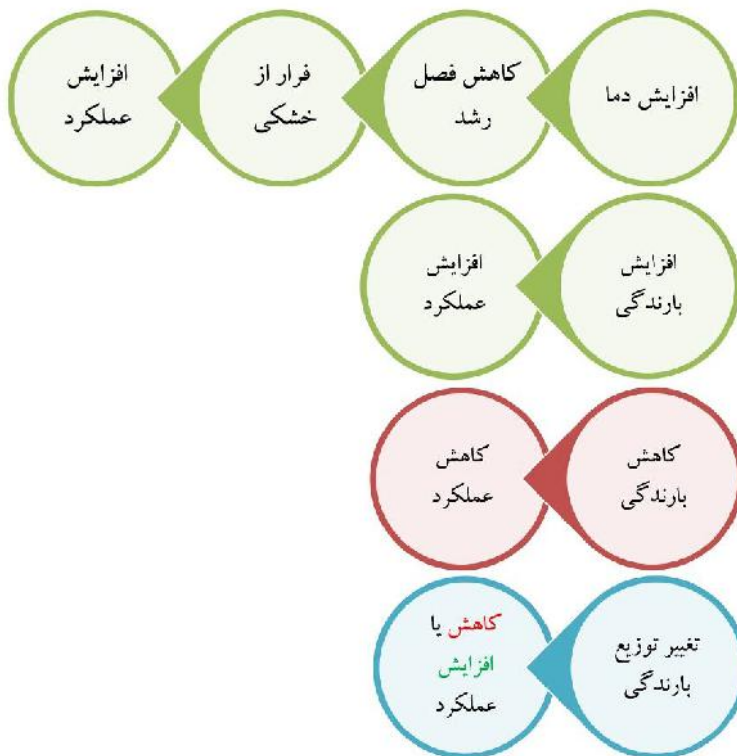 افزایش دما
کاهش فصل
رشد
فرار از
خشکی
افزایش
عملکرد
افزایش
بارندگی
افزایش
عملکرد
کاهش
بارندگی
کاهش
عملکرد
تغییر توزیع
بارندگی
کاهش یا
افزایش
عملکرد